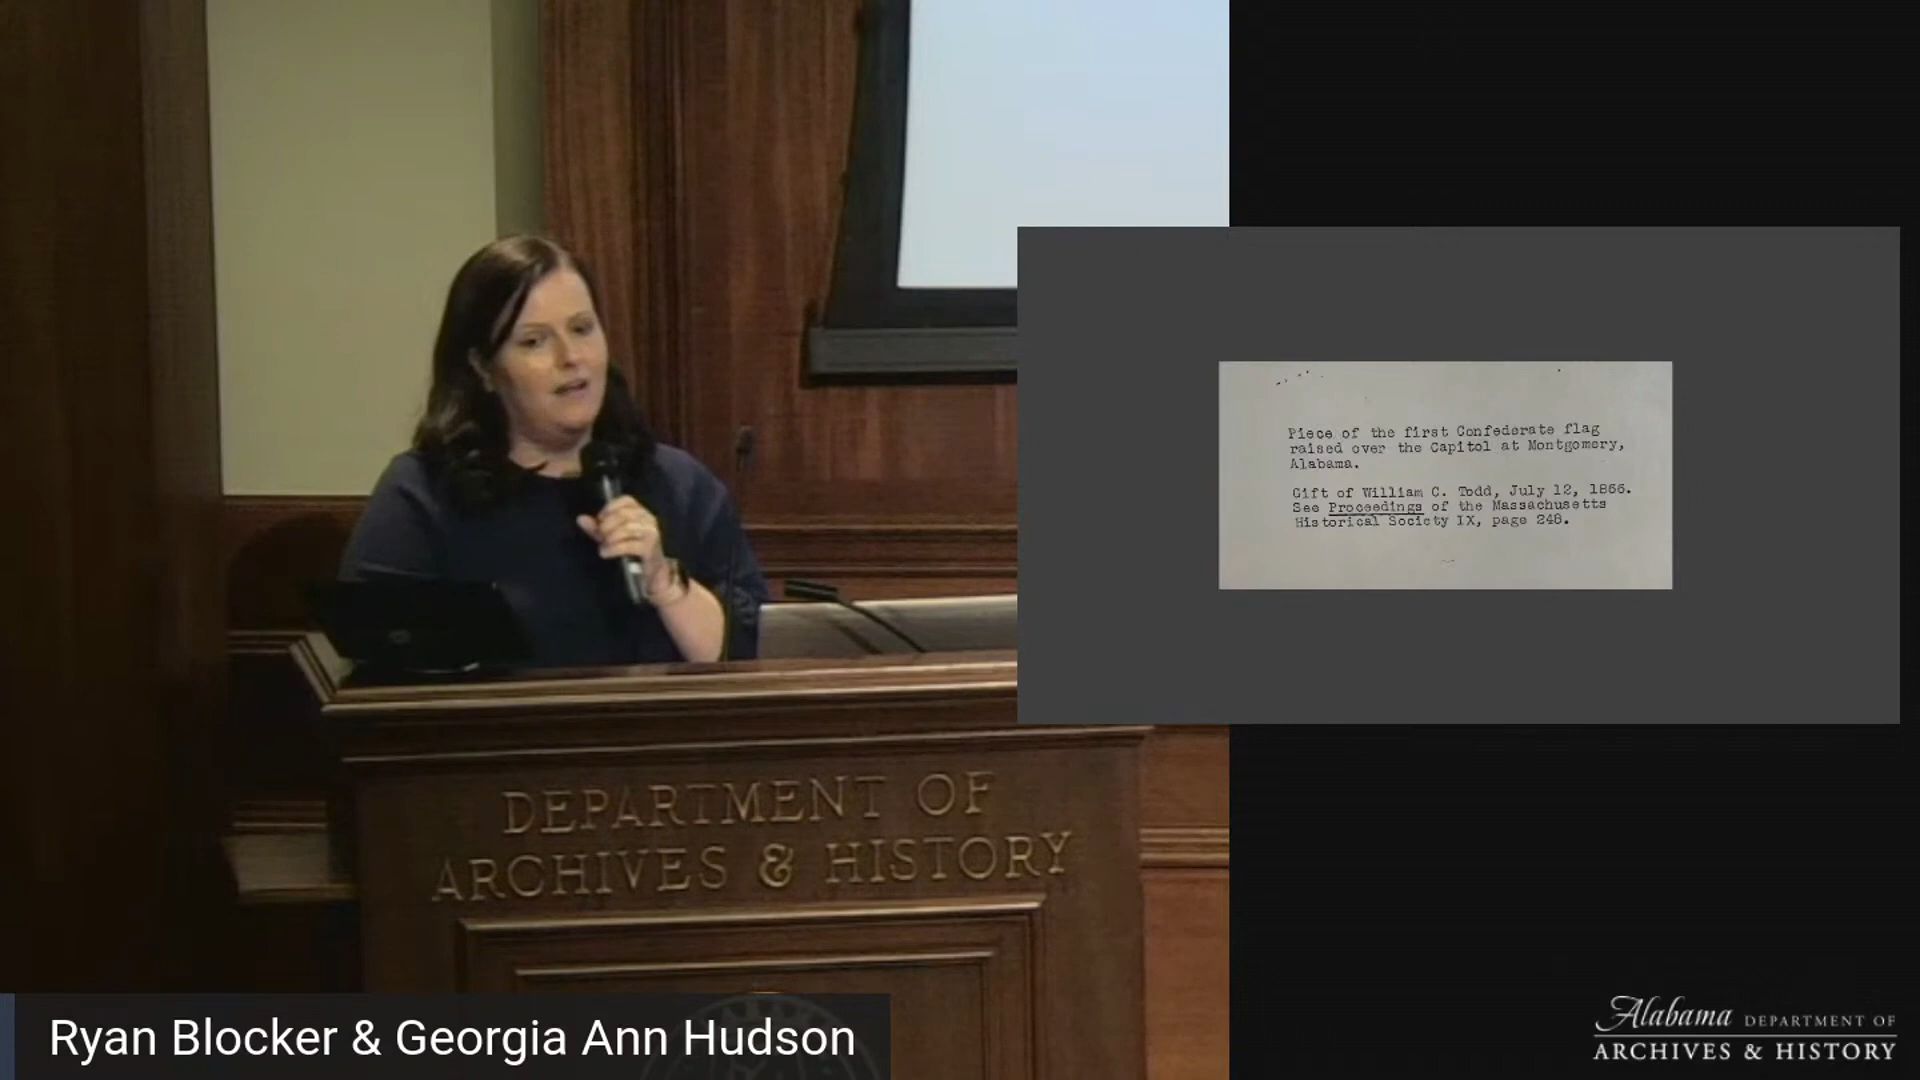 Piece of the first Confederate flag
raised over the Capitol at Montgomery,
Alabama.
Gift of William C. Todd, July 12, 1866.
See Proceedings of the Massachusetts
Historical Society IX, page 248.
DEPARTMENT OF
ARCHIVES & HISTORY
Ryan Blocker & Georgia Ann Hudson
Alabama DEPARTMENT OF
ARCHIVES & HISTORY